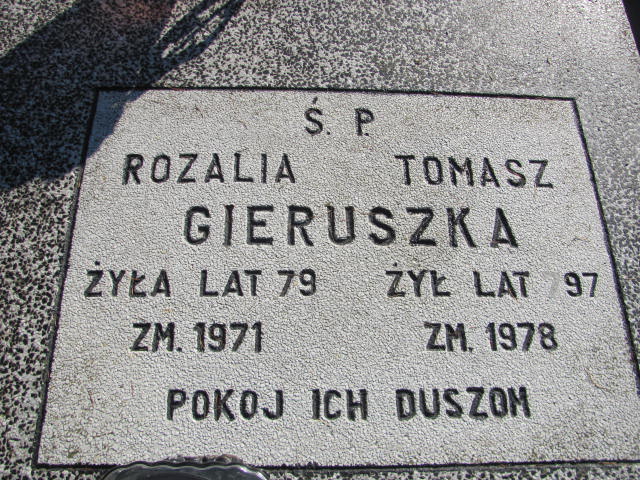 Ś. P.
ROZALIA TOMASZ
GIERUSZKA
ŻYŁA LAT 79 ŻYŁ LAT 97
ZM. 1971 ZM. 1978
POKOJ ICH DUSZOM